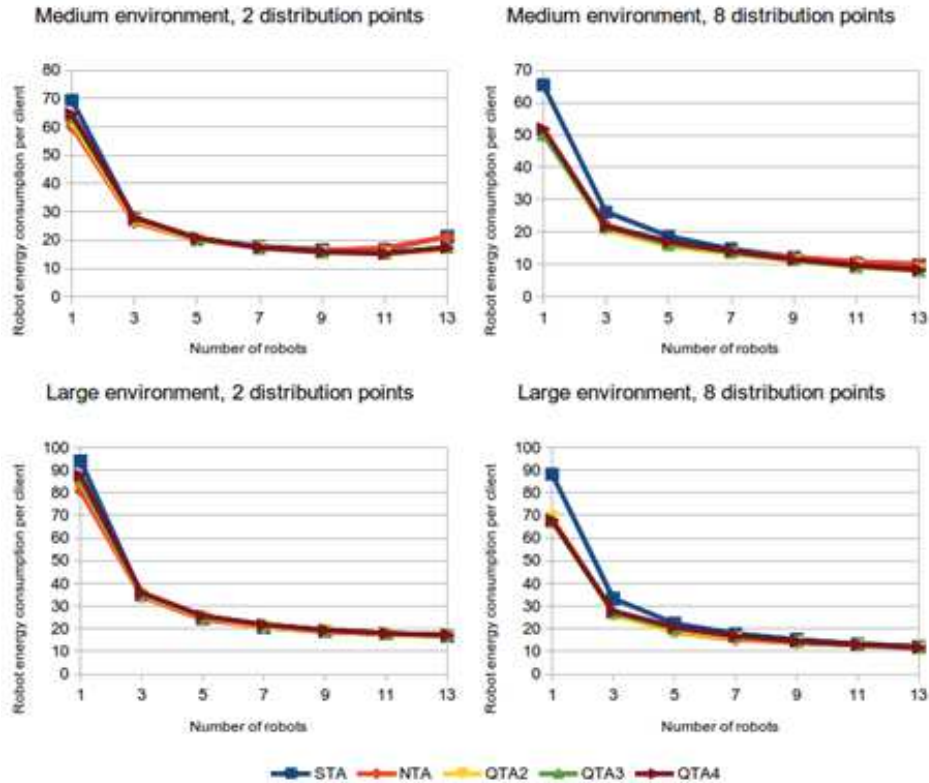 Medium environment, 2 distribution points
Robot energy consumption per client
80
70
60
50
40
30
20
10
0
1 3 5 7 9 11 13
Number of robots
Medium environment, 8 distribution points
Robot energy consumption per client
70
60
50
40
30
20
10
0
1 3 5 7 9 11 13
Number of robots
Large environment, 2 distribution points
Robot energy consumption per client
100
90
80
70
60
50
40
30
20
10
0
1 3 5 7 9 11 13
Number of robots
Large environment, 8 distribution points
Robot energy consumption per client
100
90
80
70
60
50
40
30
20
10
0
1 3 5 7 9 11 13
Number of robots
STA NTA QTA2 QTA3 QTA4